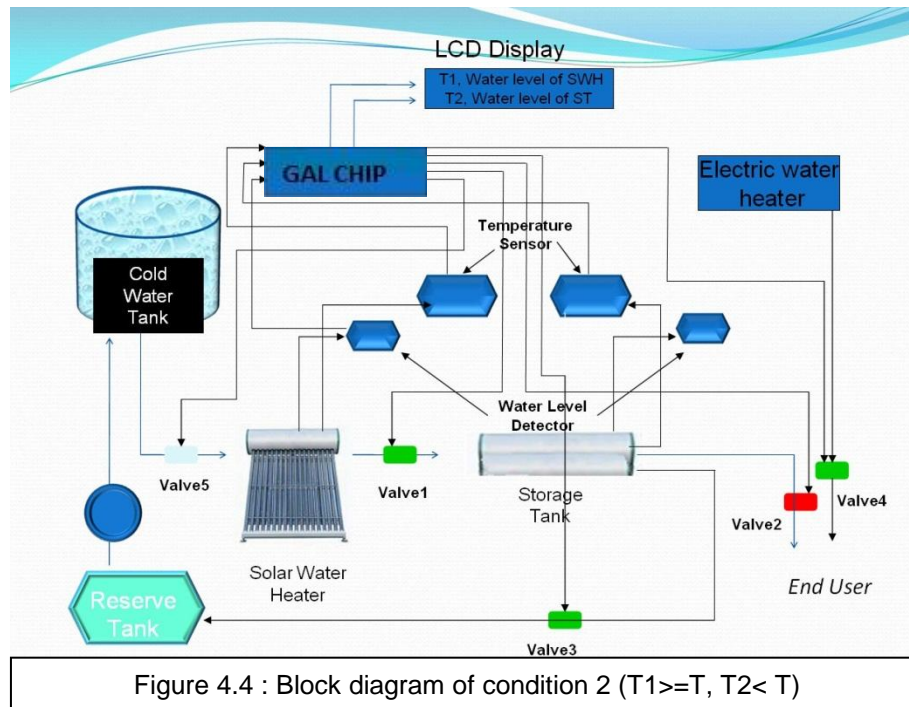 LCD Display
T1, Water level of SWH
T2, Water level of ST
GAL CHIP
Electric water
heater
Temperature
Sensor
Cold
Water
Tank
Water Level
Detector
Valve5
Valve1
Storage
Tank
Valve4
Valve2
Solar Water
Heater
End User
Reserve
Tank
Valve3
Figure 4.4 : Block diagram of condition 2 (T1>=T, T2< T)